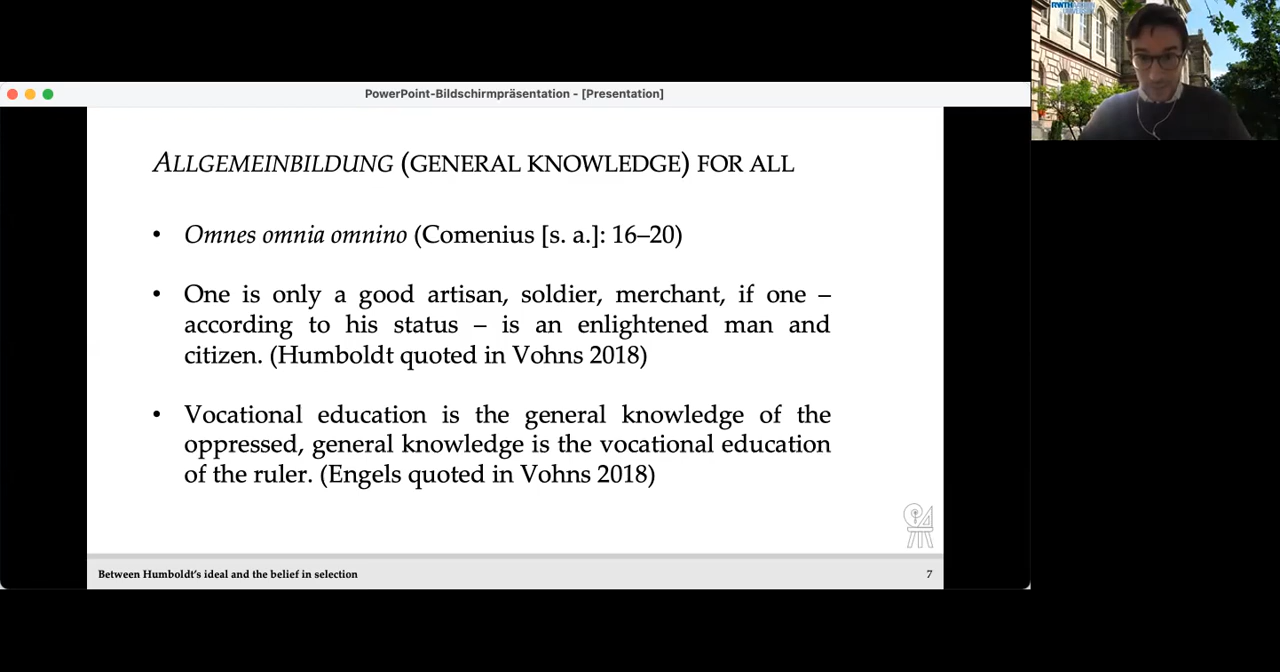 RWTH
PowerPoint-Bildschirmpräsentation - [Presentation]
ALLGEMEINBILDUNG (GENERAL KNOWLEDGE) FOR ALL
• Omnes omnia omnino (Comenius [s. a.]: 16–20)
• One is only a good artisan, soldier, merchant, if one –
according to his status – is an enlightened man and
citizen. (Humboldt quoted in Vohns 2018)
• Vocational education is the general knowledge of the
oppressed, general knowledge is the vocational education
of the ruler. (Engels quoted in Vohns 2018)
Between Humboldt's ideal and the belief in selection
7